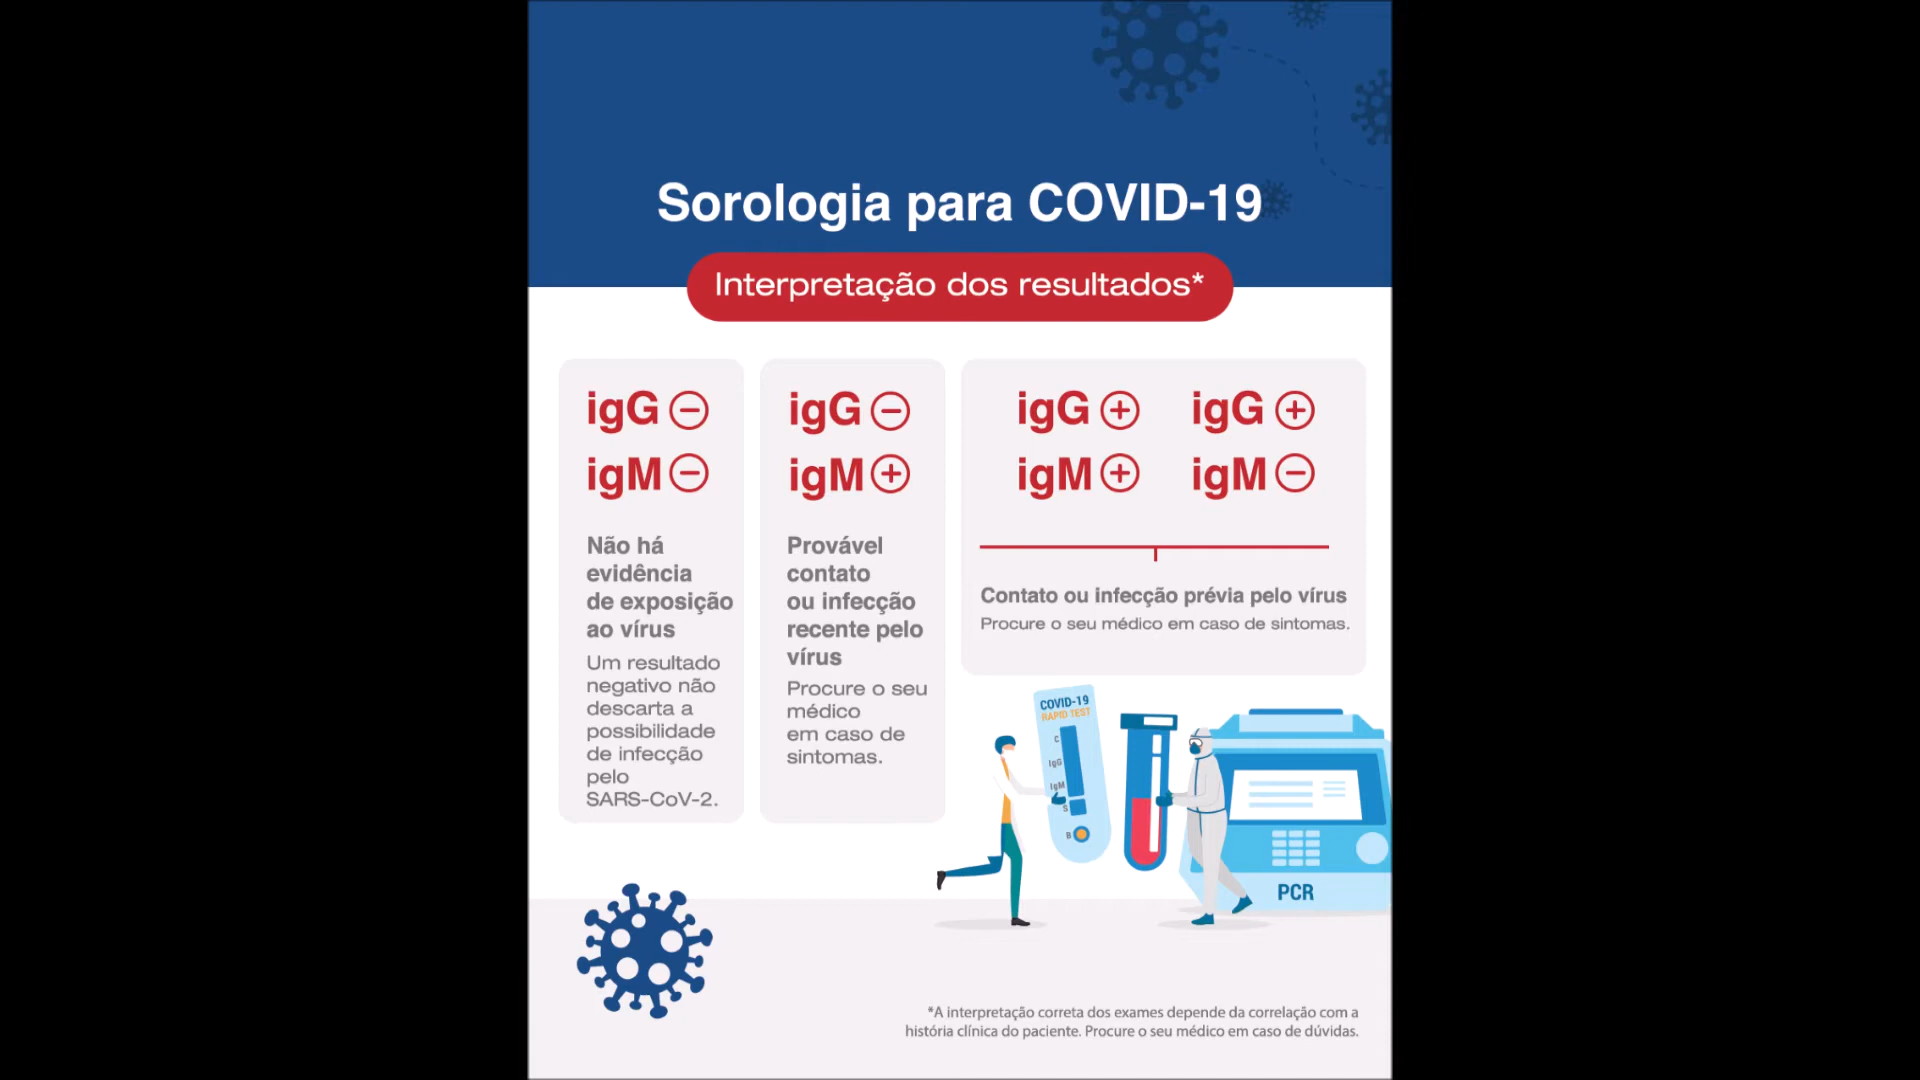 Sorologia para COVID-19
Interpretação dos resultados*
igG −
igM −
Não há
evidência
de exposição
ao vírus
Um resultado
negativo não
descarta a
possibilidade
de infecção
pelo
SARS-CoV-2.
igG −
igM +
Provável
contato
ou infecção
recente pelo
vírus
Procure o seu
médico
em caso de
sintomas.
igG + igG +
igM + igM −
Contato ou infecção prévia pelo vírus
Procure o seu médico em caso de sintomas.
COVID-19
RAPID TEST
C
IgG
IgM
S
B
PCR
*A interpretação correta dos exames depende da correlação com a
história clínica do paciente. Procure o seu médico em caso de dúvidas.